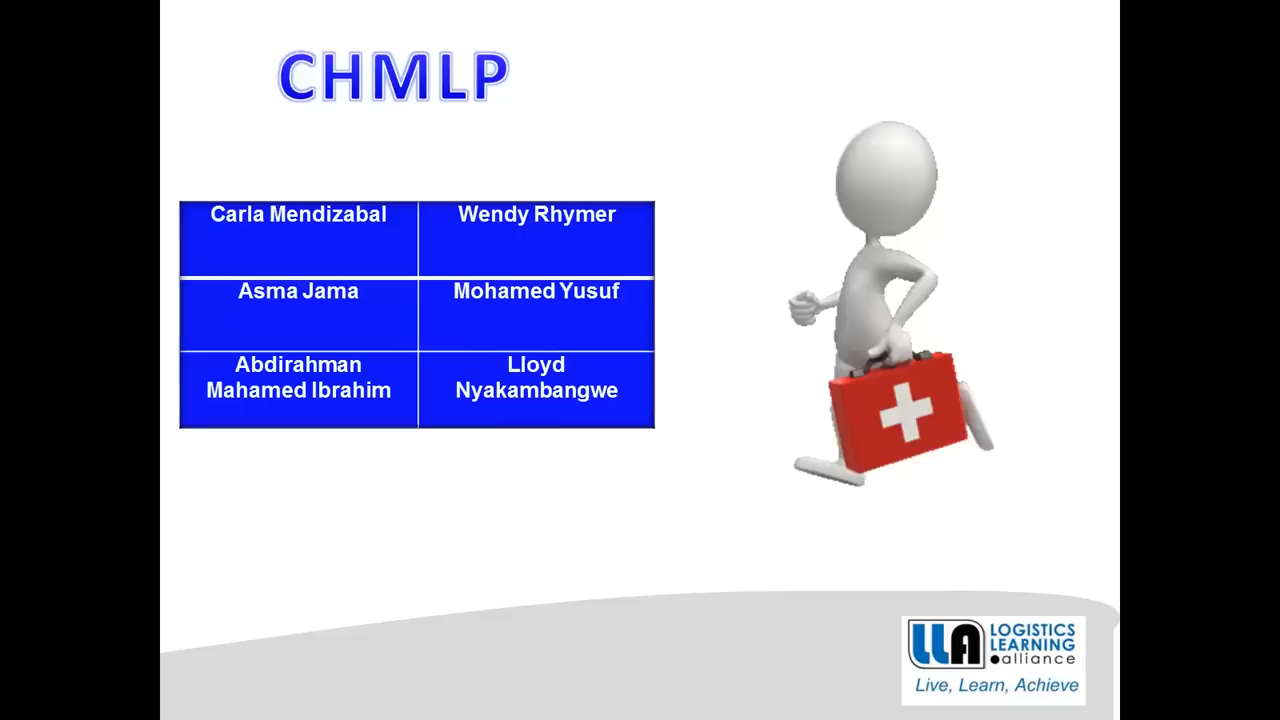 CHMLP
Carla Mendizabal
Wendy Rhymer
Asma Jama
Mohamed Yusuf
Abdirahman
Mahamed Ibrahim
Lloyd
Nyakambangwe
LLA
LOGISTICS
LEARNING
alliance
Live, Learn, Achieve